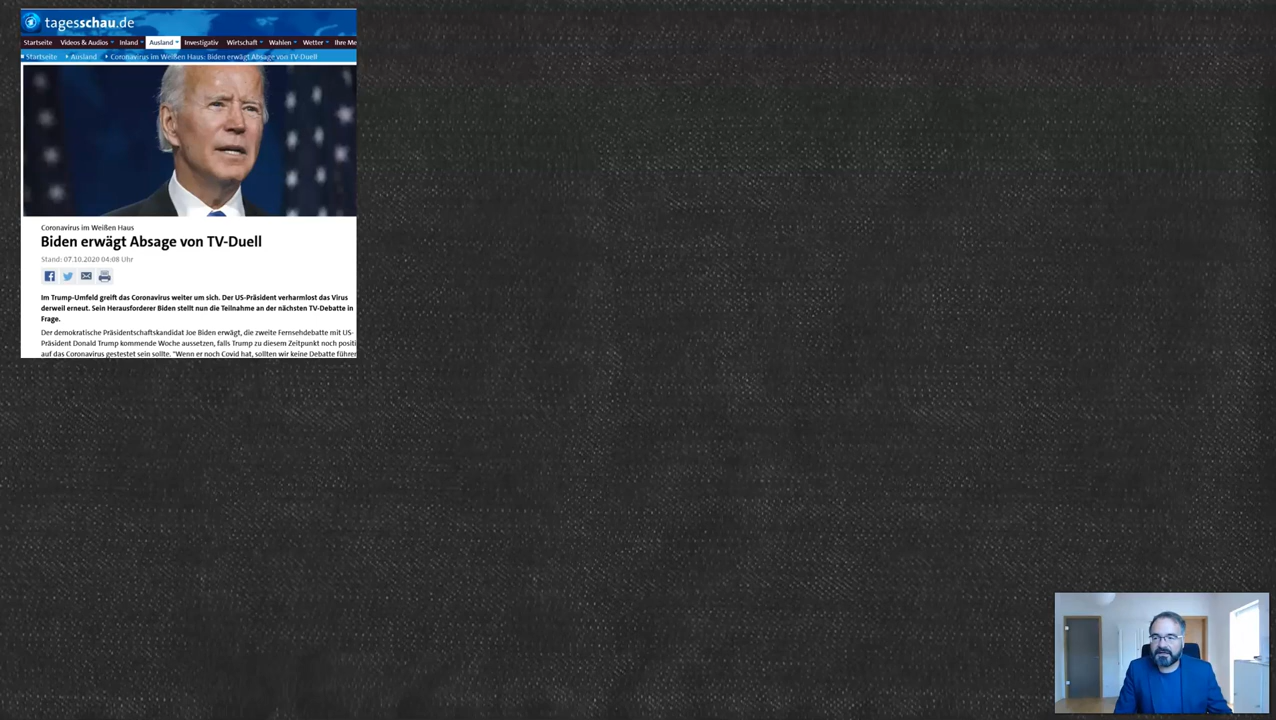 tagesschau.de
Startseite Videos & Audios Inland Ausland Investigativ Wirtschaft Wahlen Wetter Ihre Me
Startseite Ausland Coronavirus im Weißen Haus: Biden erwägt Absage von TV-Duell
Coronavirus im Weißen Haus
Biden erwägt Absage von TV-Duell
Stand: 07.10.2020 04:08 Uhr
Im Trump-Umfeld greift das Coronavirus weiter um sich. Der US-Präsident verharmlost das Virus
derweil erneut. Sein Herausforderer Biden stellt nun die Teilnahme an der nächsten TV-Debatte in
Frage.
Der demokratische Präsidentschaftskandidat Joe Biden erwägt, die zweite Fernsehdebatte mit US-
Präsident Donald Trump kommende Woche aussetzen, falls Trump zu diesem Zeitpunkt noch positi
auf das Coronavirus gestestet sein sollte. "Wenn er noch Covid hat, sollten wir keine Debatte führen